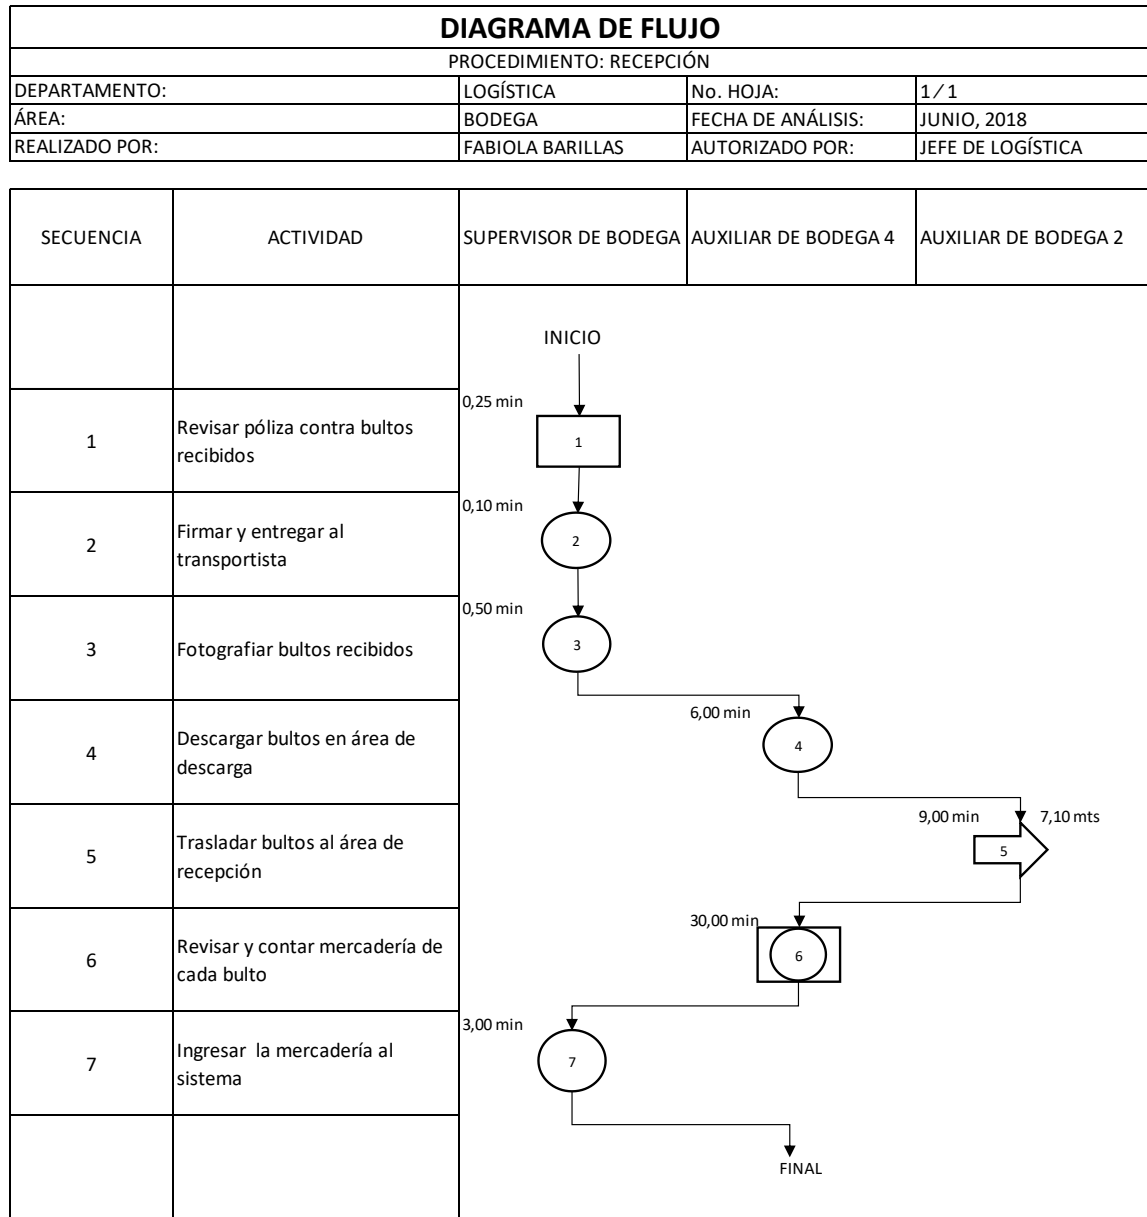 DIAGRAMA DE FLUJO
PROCEDIMIENTO: RECEPCIÓN
DEPARTAMENTO: LOGÍSTICA No. HOJA: 1/1
ÁREA: BODEGA FECHA DE ANÁLISIS: JUNIO, 2018
REALIZADO POR: FABIOLA BARILLAS AUTORIZADO POR: JEFE DE LOGÍSTICA
SECUENCIA ACTIVIDAD SUPERVISOR DE BODEGA AUXILIAR DE BODEGA 4 AUXILIAR DE BODEGA 2
INICIO
0,25 min
1 Revisar póliza contra bultos
recibidos
1
0,10 min
2 Firmar y entregar al
transportista
2
0,50 min
3 Fotografiar bultos recibidos
3
6,00 min
4 Descargar bultos en área de
descarga
4
9,00 min 7,10 mts
5 Trasladar bultos al área de
recepción
5
30,00 min
6 Revisar y contar mercadería de
cada bulto
6
3,00 min
7 Ingresar la mercadería al
sistema
7
FINAL